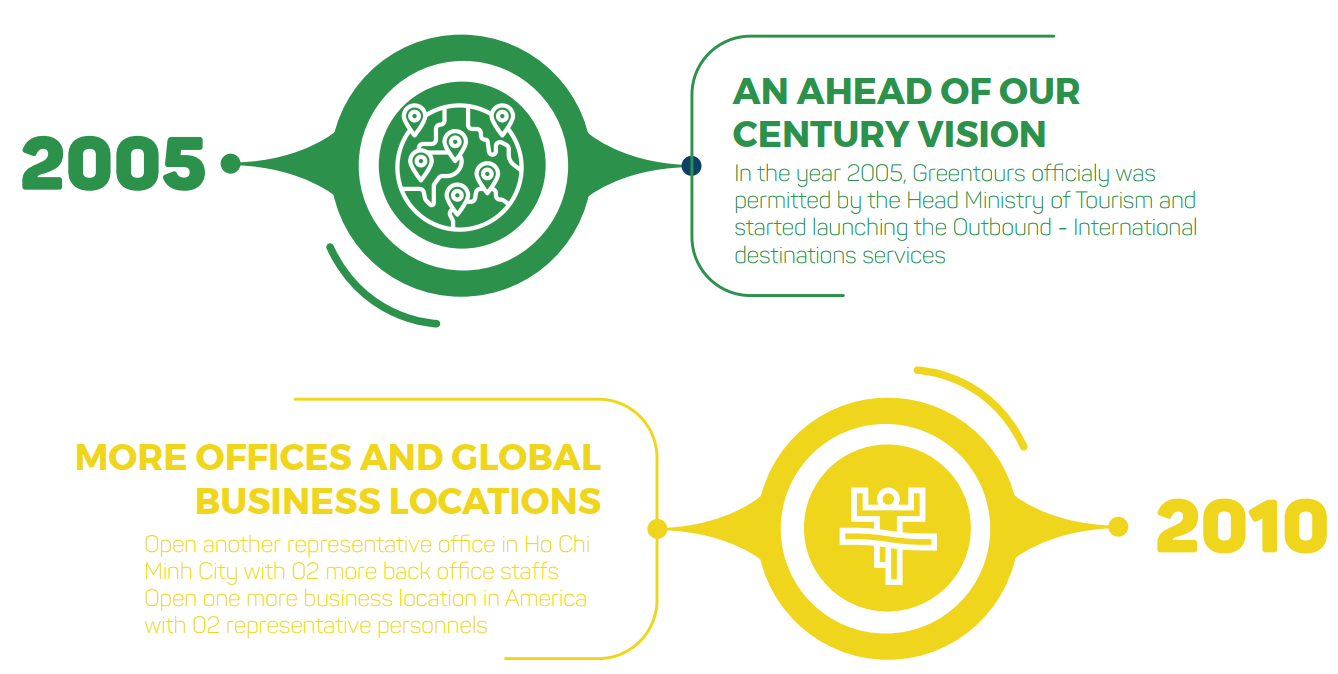 2005
AN AHEAD OF OUR
CENTURY VISION
In the year 2005, Greentours officialy was
permitted by the Head Ministry of Tourism and
started launching the Outbound - International
destinations services
MORE OFFICES AND GLOBAL
BUSINESS LOCATIONS
Open another representative office in Ho Chi
Minh City with 02 more back office staffs
Open one more business location in America
with 02 representative personnels
2010